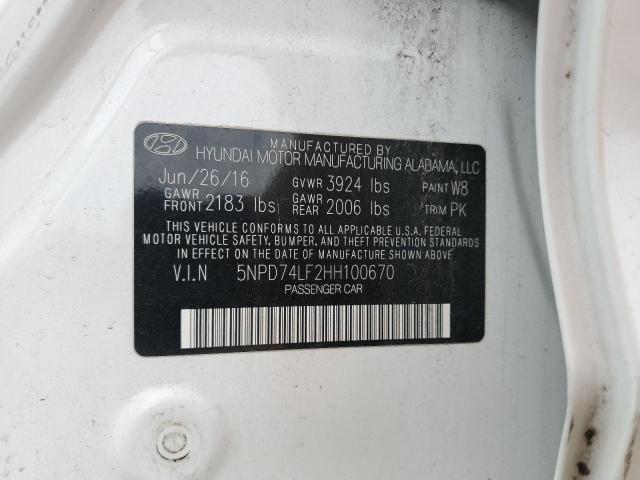 MANUFACTURED BY
HYUNDAI MOTOR MANUFACTURING ALABAMA, LLC
Jun/26/16 GVWR 3924 lbs PAINT W8
GAWR FRONT 2183 lbs GAWR REAR 2006 lbs TRIM PK
THIS VEHICLE CONFORMS TO ALL APPLICABLE U.S.A. FEDERAL
MOTOR VEHICLE SAFETY, BUMPER, AND THEFT PREVENTION STANDARDS
IN EFFECT ON THE DATE OF MANUFACTURE SHOWN ABOVE
V.I.N 5NPD74LF2HH100670
PASSENGER CAR